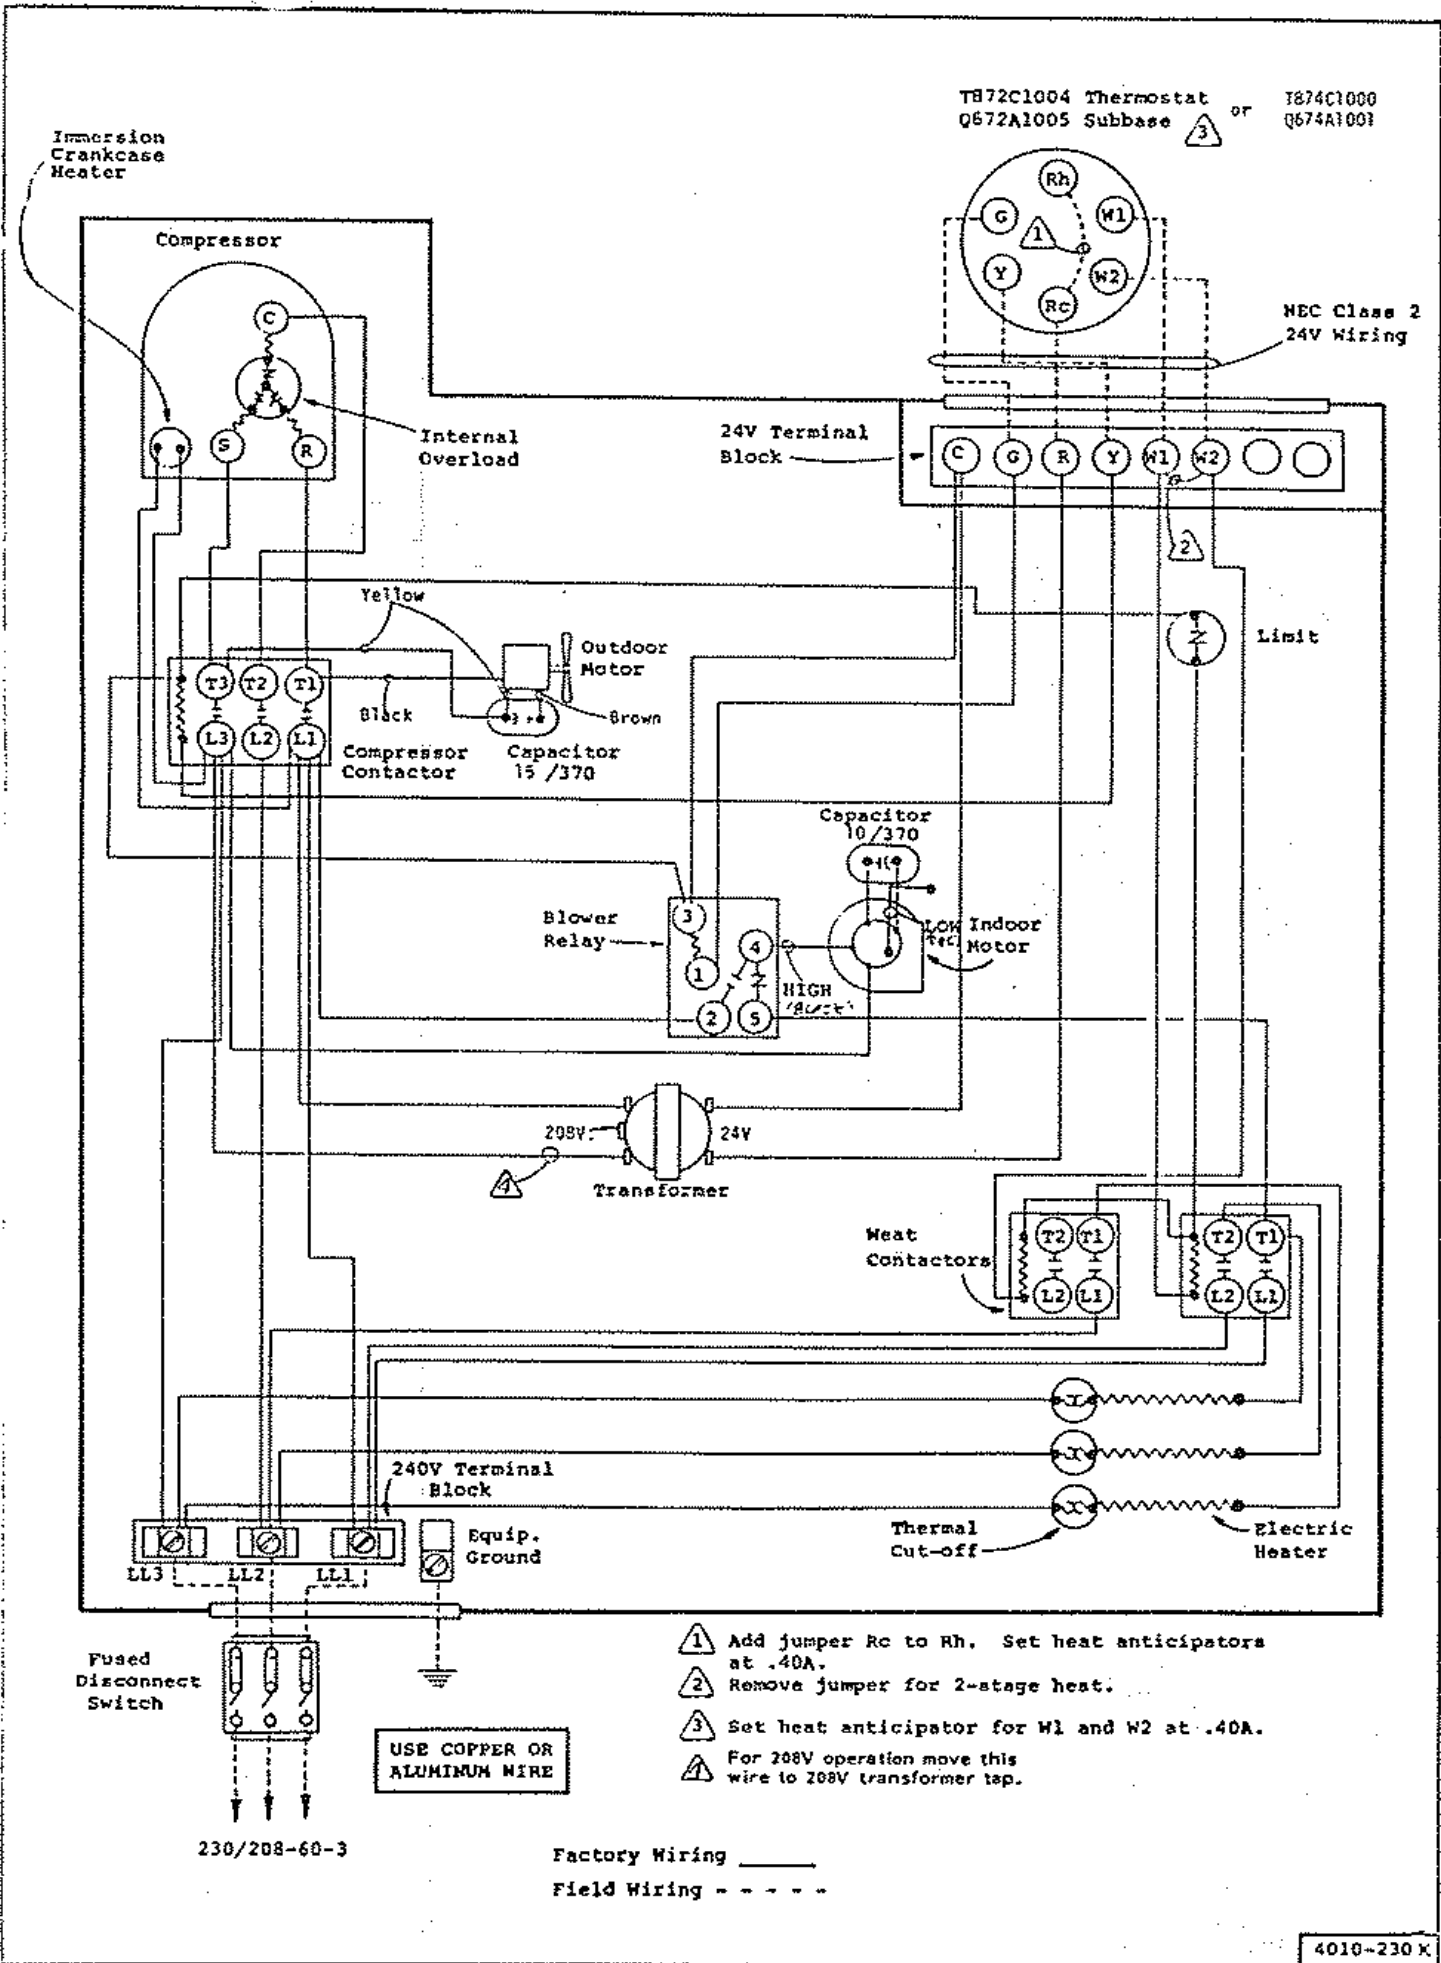 T872C1004 Thermostat or T874C1000
Q672A1005 Subbase 3 Q674A1001
Immersion
Crankcase
Heater
Compressor
C
S
R
Internal
Overload
Rh
G
W1
1
Y
W2
Rc
NEC Class 2
24V Wiring
24V Terminal
Block
C G R Y W1 W2
2
Limit
Yellow
Outdoor
Motor
T3 T2 T1
Black
Brown
L3 L2 L1
Compressor
Contactor
Capacitor
15 /370
Capacitor
10/370
Blower
Relay
3
4
1
2
5
LOW
Indoor
Motor
HIGH
208V.
24V
4
Transformer
Heat
Contactors
T2 T1
L2 L1
T2 T1
L2 L1
240V Terminal
Block
Thermal
Cut-off
Electric
Heater
Equip.
Ground
LL3 LL2 LL1
Fused
Disconnect
Switch
USE COPPER OR
ALUMINUM WIRE
230/208-60-3
1 Add jumper Rc to Rh. Set heat anticipators
at .40A.
2 Remove jumper for 2-stage heat.
3 Set heat anticipator for W1 and W2 at .40A.
4 For 208V operation move this
wire to 208V transformer tap.
Factory Wiring
Field Wiring
4010-230 K